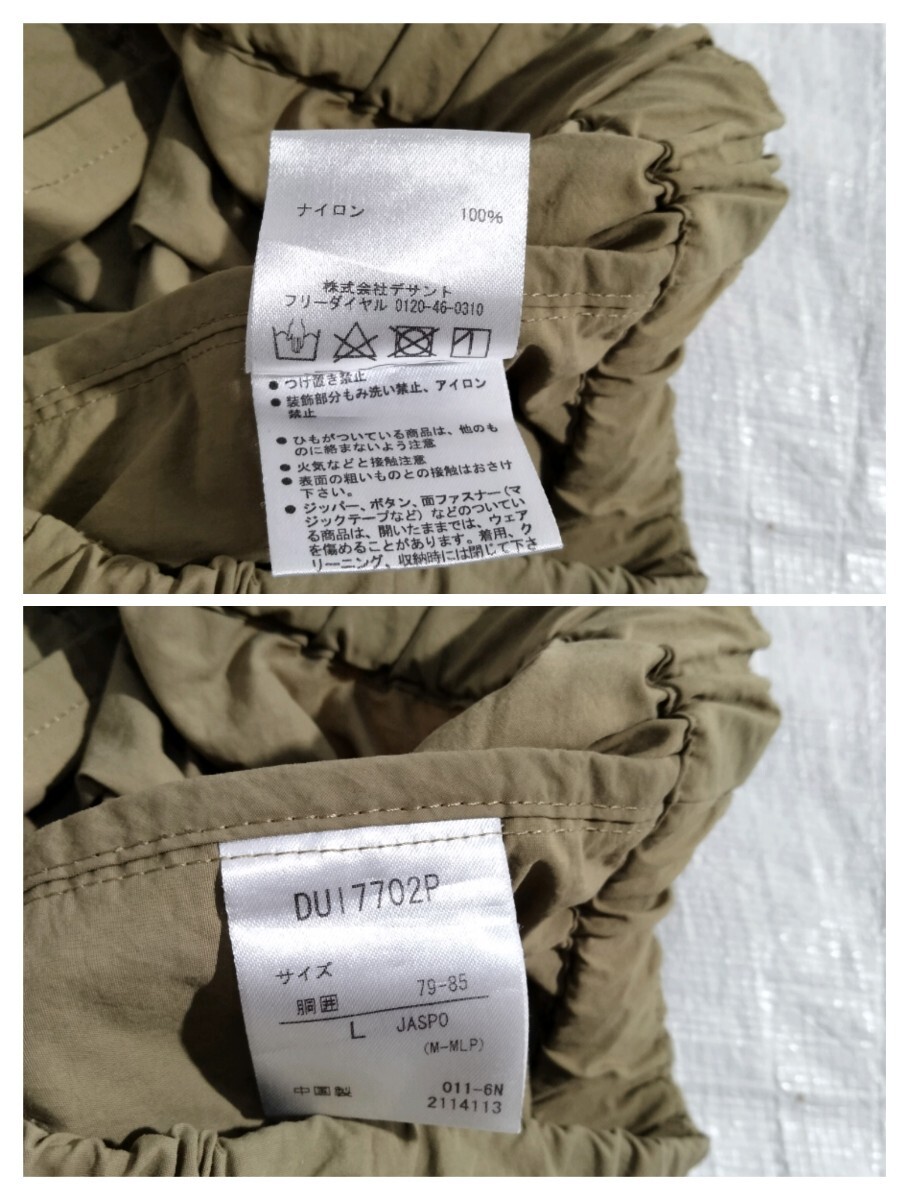 ナイロン 100%
株式会社デサント
フリーダイヤル 0120-46-0310
●つけ置き禁止
●装飾部分もみ洗い禁止、アイロン
禁止
●ひもがついている商品は、他のも
のに絡まないよう注意
●火気などと接触注意
●表面の粗いものとの接触はおさけ
下さい。
●ジッパー、ボタン、面ファスナー(マ
ジックテープなど)などのついてい
る商品は、開いたままでは、ウェア
を傷めることがあります。着用、ク
リーニング、収納時には閉じて下さ
DUI7702P
サイズ
胴囲 79-85
L JASPO
(M-MLP)
中国製 011-6N
2114113